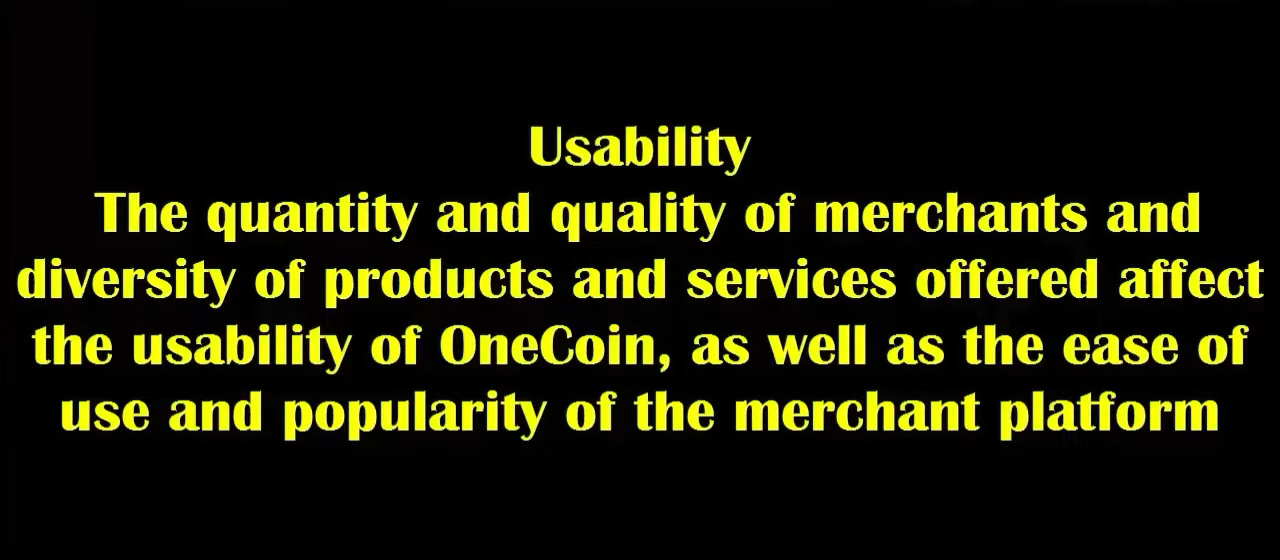 Usability
The quantity and quality of merchants and
diversity of products and services offered affect
the usability of OneCoin, as well as the ease of
use and popularity of the merchant platform